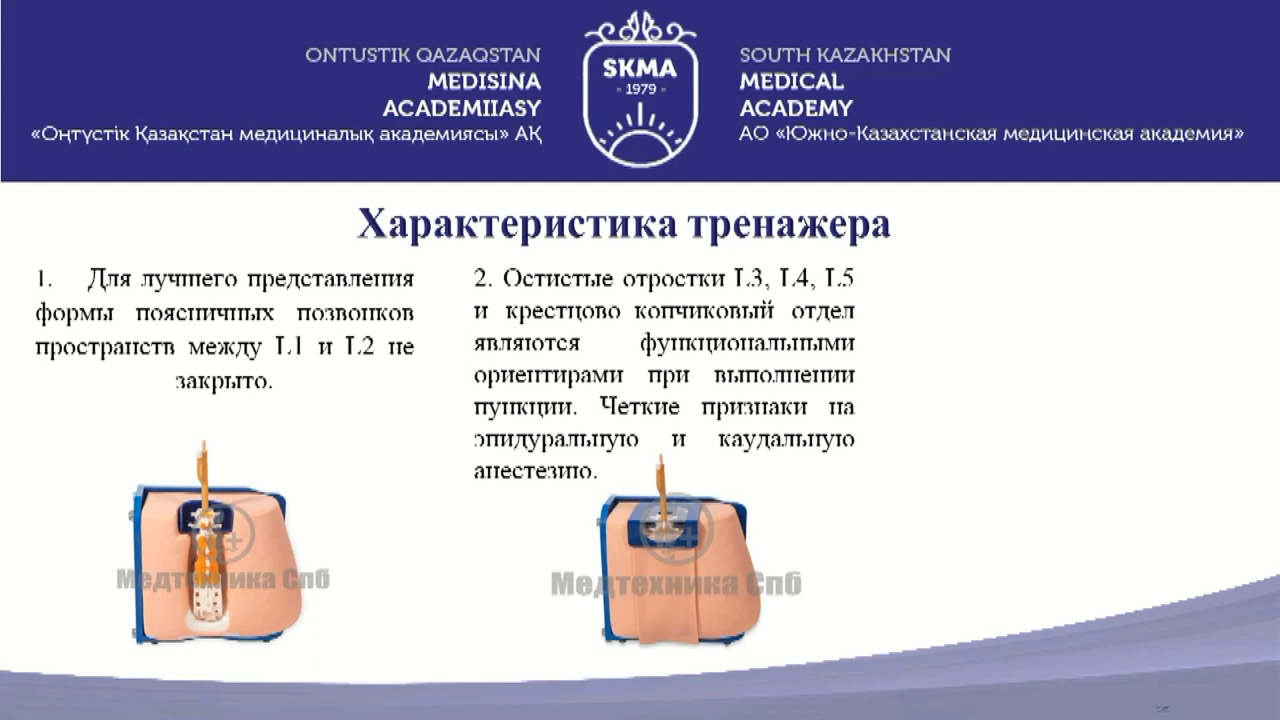 ONTUSTIK QAZAQSTAN
MEDISINA
ACADEMIIASY
«Оңтүстік Қазақстан медициналық академиясы» АҚ
SKMA
- 1979 -
SOUTH KAZAKHSTAN
MEDICAL
ACADEMY
АО «Южно-Казахстанская медицинская академия»
Характеристика тренажера
1. Для лучшего представления
формы поясничных позвонков
пространств между L1 и L2 не
закрыто.
2. Остистые отростки L3, L4, L5
и крестцово копчиковый отдел
являются функциональными
ориентирами при выполнении
пункции. Четкие признаки на
эпидуральную и каудальную
анестезию.
Медтехника Спб
Медтехника Спб